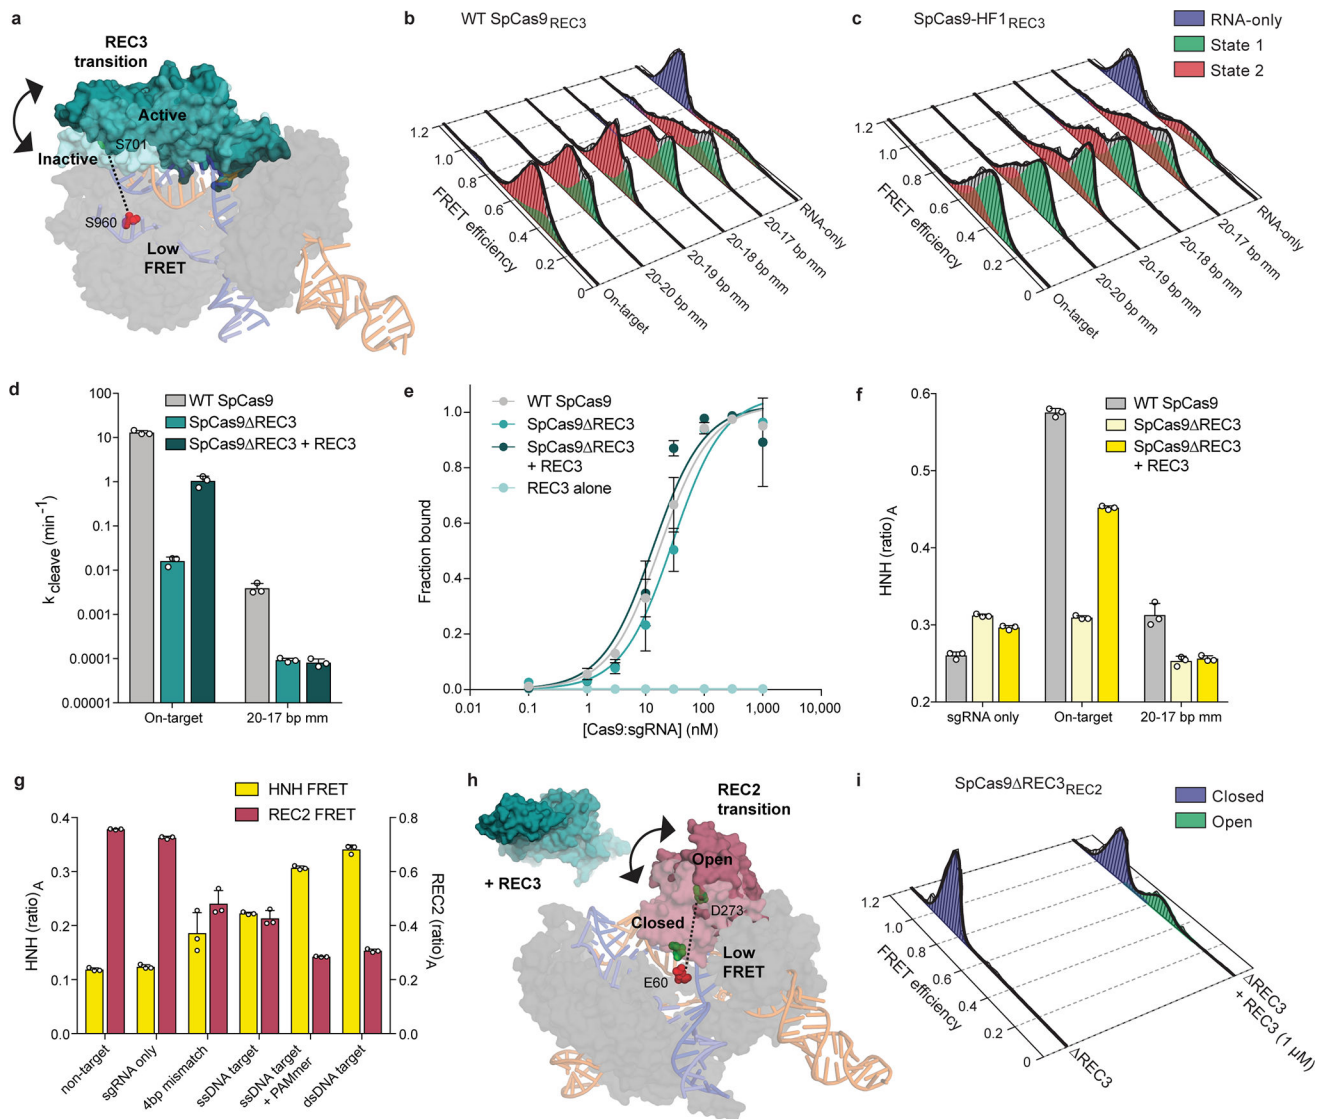 a
REC3
transition
Active
S701
Inactive
S960
Low
FRET
b
WT SpCas9REC3
1.2
1.0
0.8
0.6
0.4
0.2
0
FRET efficiency
On-target
20-20 bp mm
20-19 bp mm
20-18 bp mm
20-17 bp mm
RNA-only
c
SpCas9-HF1REC3
RNA-only
State 1
State 2
1.2
1.0
0.8
0.6
0.4
0.2
0
FRET efficiency
On-target
20-20 bp mm
20-19 bp mm
20-18 bp mm
20-17 bp mm
RNA-only
d
WT SpCas9
SpCas9ΔREC3
SpCas9ΔREC3 + REC3
kcleave (min⁻¹)
100
10
1
0.1
0.01
0.001
0.0001
0.00001
On-target
20-17 bp mm
e
WT SpCas9
SpCas9ΔREC3
SpCas9ΔREC3
+ REC3
REC3 alone
Fraction bound
1.0
0.8
0.6
0.4
0.2
0.0
0.01
0.1
1
10
100
1,000
10,000
[Cas9:sgRNA] (nM)
f
WT SpCas9
SpCas9ΔREC3
SpCas9ΔREC3
+ REC3
HNH (ratio)A
0.6
0.5
0.4
0.3
0.2
sgRNA only
On-target
20-17 bp mm
g
HNH FRET
REC2 FRET
HNH (ratio)A
0.4
0.3
0.2
0.1
0.0
REC2 (ratio)A
0.8
0.6
0.4
0.2
0.0
non-target
sgRNA only
4bp mismatch
ssDNA target
ssDNA target
+ PAMmer
dsDNA target
h
REC2
transition
Open
+ REC3
D273
Closed
Low
FRET
E60
i
SpCas9ΔREC3REC2
Closed
Open
1.2
1.0
0.8
0.6
0.4
0.2
0
FRET efficiency
ΔREC3
ΔREC3
+ REC3 (1 μM)